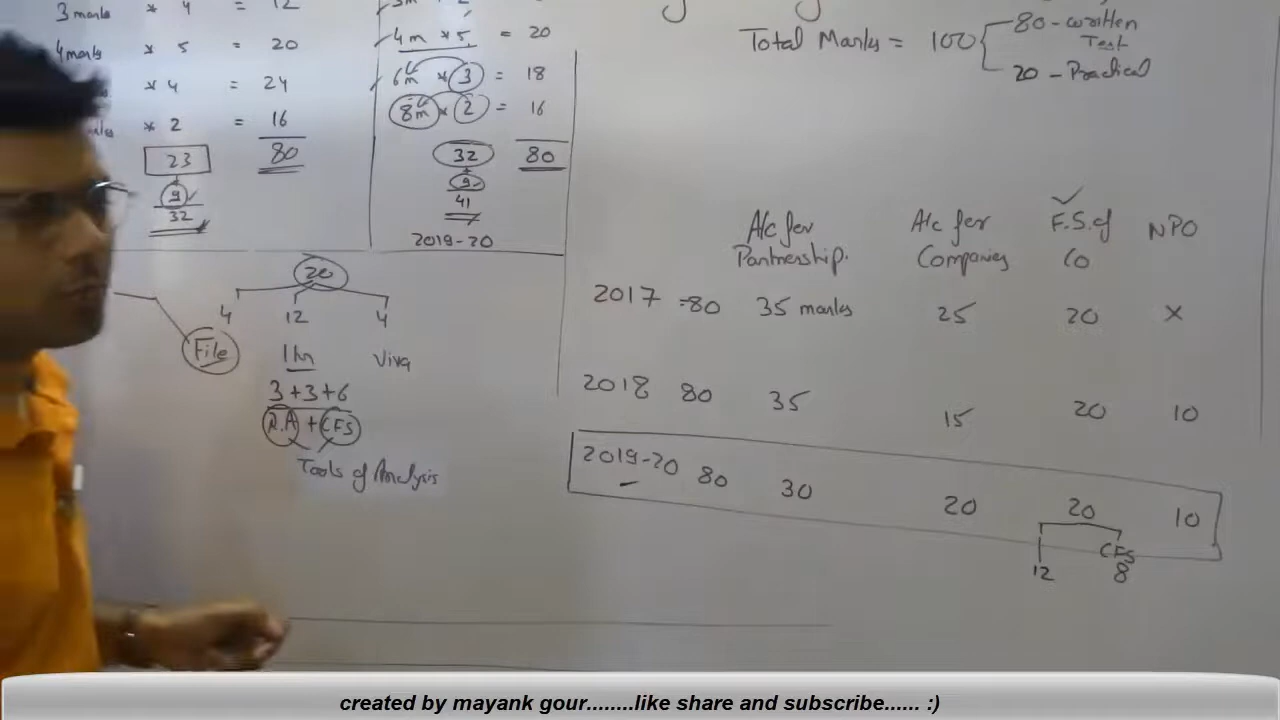 3 marks * 4 = 12
4 marks * 5 = 20
* 4 = 24
* 2 = 16
23 80
9
32
4m * 5 = 20
6m * 3 = 18
8m * 2 = 16
32 80
9
41
2019-20
20
4 12 4
File 1hr Viva
3+3+6
R.A + CFS
Tools of Analysis
Total Marks = 100
80 - written
Test
20 - Practical
A/c for Partnership.
A/c for Companies
F.S. of Co
NPO
2017 = 80 35 marks 25 20 x
2018 80 35 15 20 10
2019-20 80 30 20 20 10
12 CFS
8
created by mayank gour........like share and subscribe...... :)